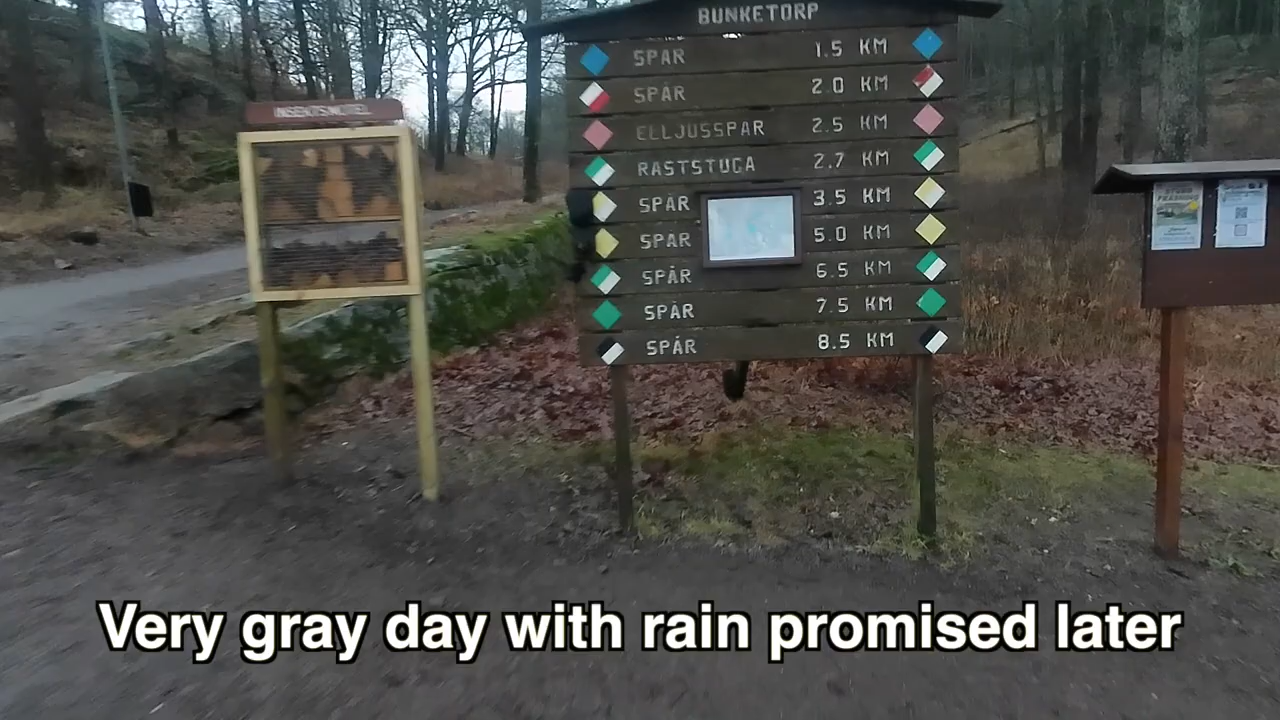 BUNKETORP
SPÅR 1.5 KM
SPÅR 2.0 KM
ELLJUSSPÅR 2.5 KM
RASTSTUGA 2.7 KM
SPÅR 3.5 KM
SPÅR 5.0 KM
SPÅR 6.5 KM
SPÅR 7.5 KM
SPÅR 8.5 KM
INSEKTSHOTEL
Very gray day with rain promised later